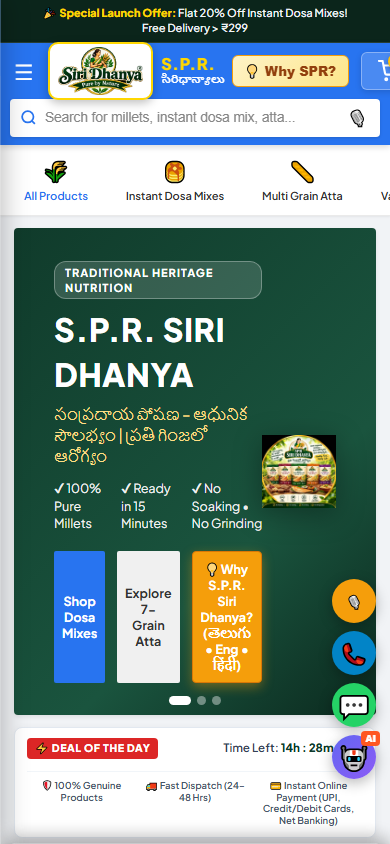 Special Launch Offer: Flat 20% Off Instant Dosa Mixes!
Free Delivery > ₹299
Siri Dhanya
Pure by Nature
S.P.R.
సిరిధాన్యాలు
Why SPR?
Search for millets, instant dosa mix, atta...
All Products
Instant Dosa Mixes
Multi Grain Atta
TRADITIONAL HERITAGE
NUTRITION
S.P.R. SIRI
DHANYA
సంప్రదాయ పోషణ – ఆధునిక
సౌలభ్యం | ప్రతి గింజలో
ఆరోగ్యం
✓ 100%
Pure
Millets
✓ Ready
in 15
Minutes
✓ No
Soaking •
No Grinding
Shop
Dosa
Mixes
Explore
7-
Grain
Atta
Why
S.P.R.
Siri
Dhanya?
(తెలుగు
• Eng •
हिंदी)
SIRI DHANYA
AI
DEAL OF THE DAY
Time Left: 14h : 28m
100% Genuine
Products
Fast Dispatch (24–
48 Hrs)
Instant Online
Payment (UPI,
Credit/Debit Cards,
Net Banking)